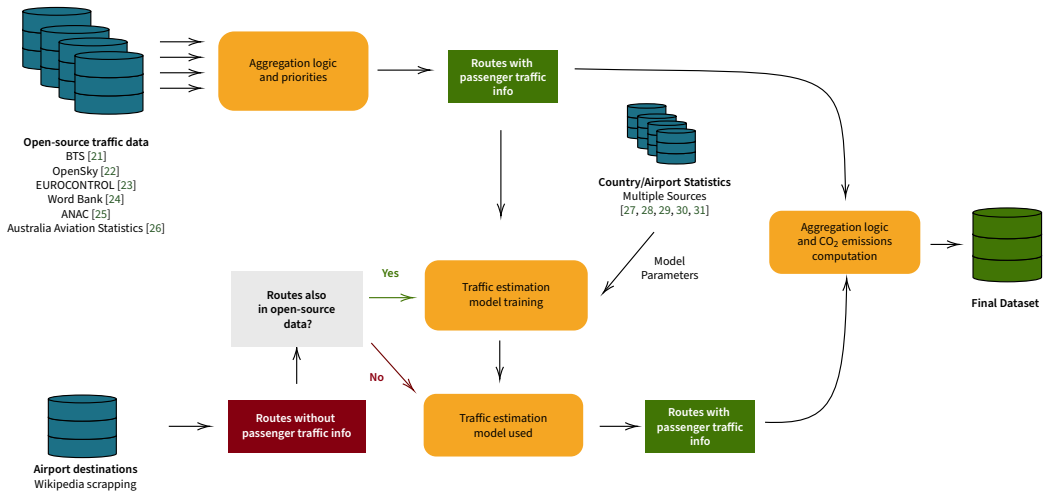 Aggregation logic
and priorities
Routes with
passenger traffic
info
Open-source traffic data
BTS [21]
OpenSky [22]
EUROCONTROL [23]
Word Bank [24]
ANAC [25]
Australia Aviation Statistics [26]
Country/Airport Statistics
Multiple Sources
[27, 28, 29, 30, 31]
Aggregation logic
and CO₂ emissions
computation
Final Dataset
Model
Parameters
Yes
Routes also
in open-source
data?
Traffic estimation
model training
No
Routes without
passenger traffic info
Traffic estimation
model used
Routes with
passenger traffic
info
Airport destinations
Wikipedia scrapping